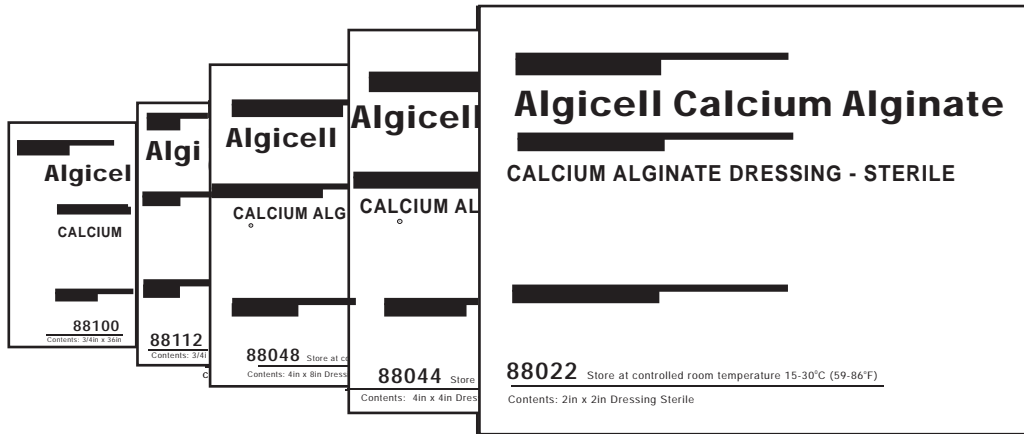 Algicel
CALCIUM
88100
Contents: 3/4in x 36in
Algi
88112
Contents: 3/4i
C
Algicell
CALCIUM ALG
88048 Store at co
Contents: 4in x 8in Dress
Algicell
CALCIUM AL
88044 Store
Contents: 4in x 4in Dres
Algicell Calcium Alginate
CALCIUM ALGINATE DRESSING - STERILE
88022 Store at controlled room temperature 15-30°C (59-86°F)
Contents: 2in x 2in Dressing Sterile